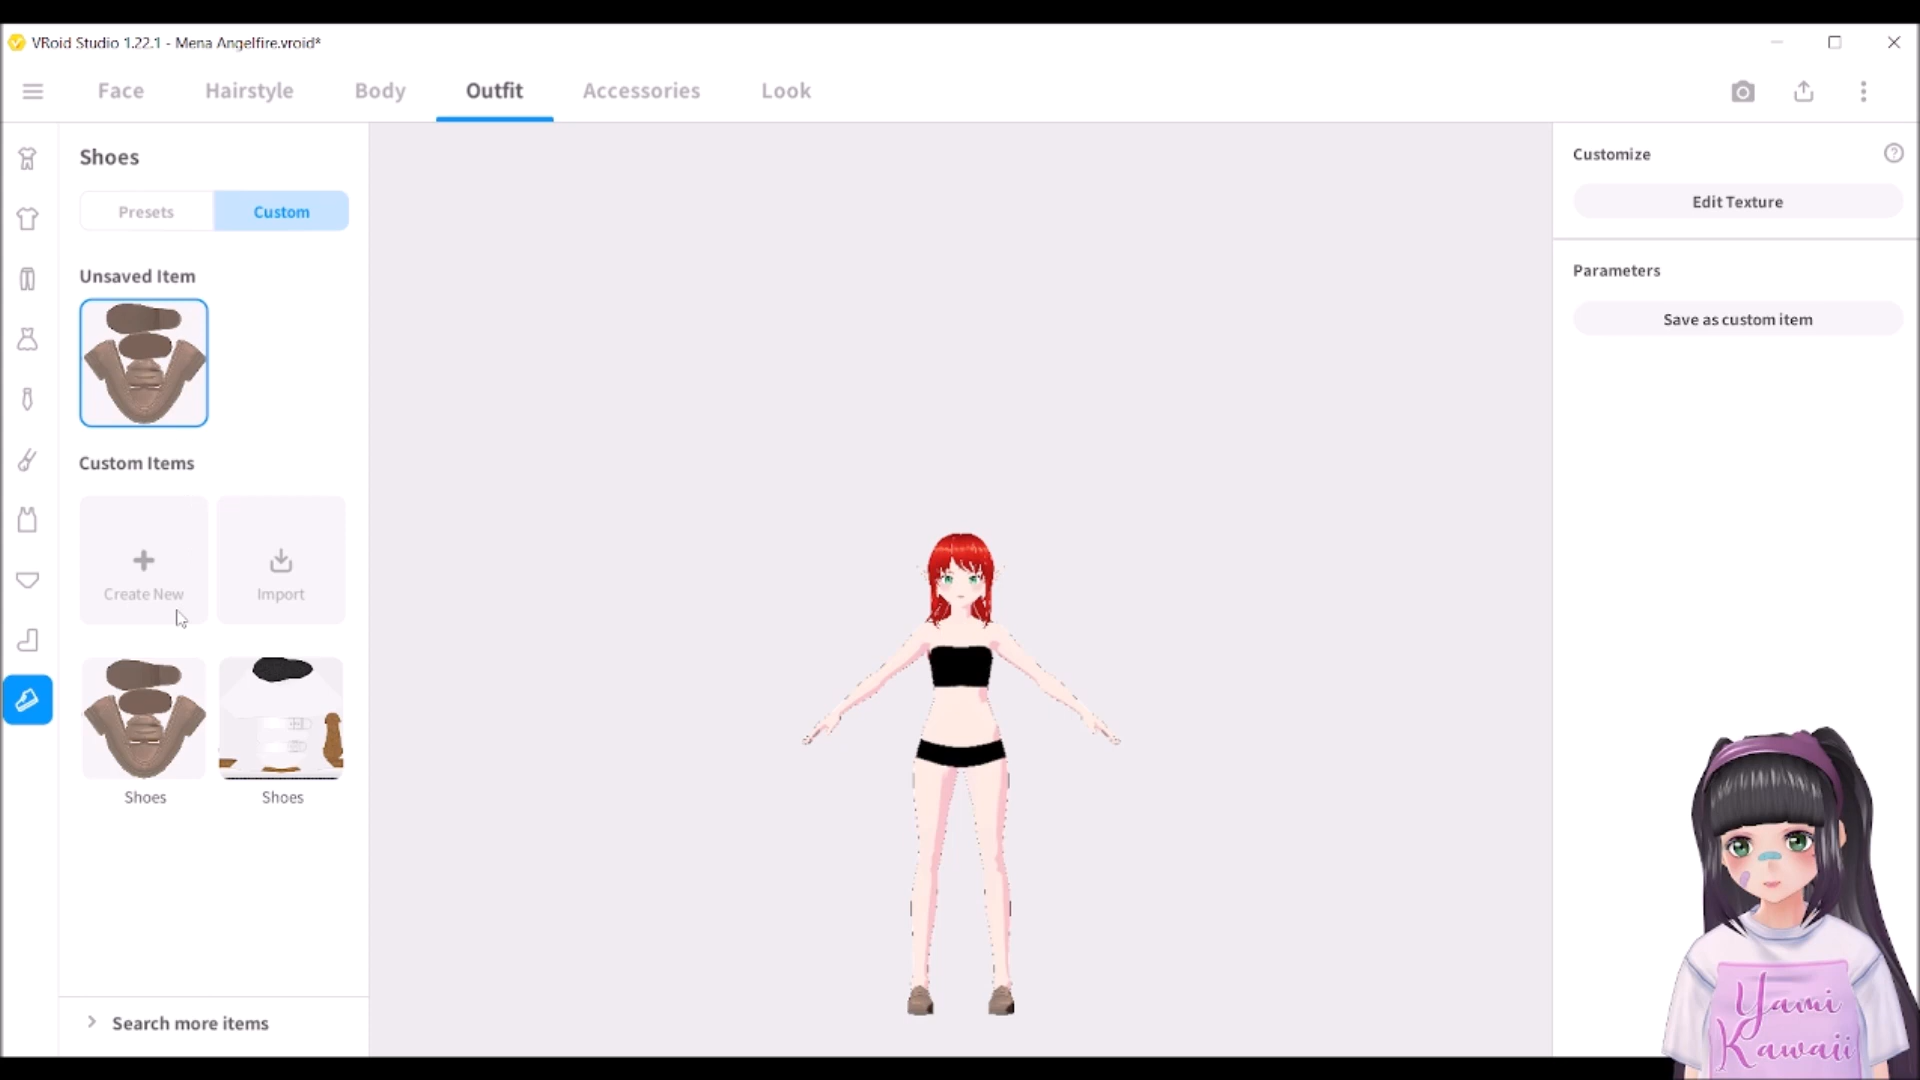 VRoid Studio 1.22.1 - Mena Angelfire.vroid*
Face Hairstyle Body Outfit Accessories Look
Shoes
Presets Custom
Unsaved Item
Custom Items
Create New Import
Shoes Shoes
Search more items
Customize
Edit Texture
Parameters
Save as custom item
Yami
Kawaii